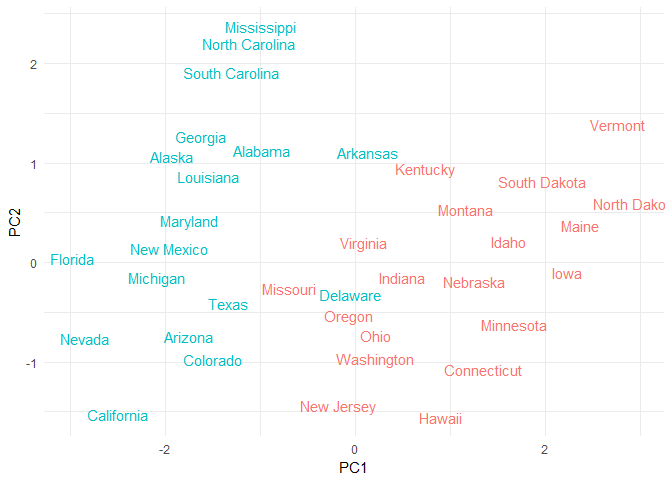 Mississippi
North Carolina
2
South Carolina
Vermont
Georgia
Alabama
Arkansas
1
Alaska
Kentucky
Louisiana
South Dakota
North Dako
Montana
Maryland
Maine
PC2
Virginia
Idaho
New Mexico
0
Florida
Michigan
Indiana
Nebraska
Iowa
Missouri
Delaware
Texas
Oregon
Minnesota
Nevada
Arizona
Ohio
-1
Colorado
Washington
Connecticut
New Jersey
California
Hawaii
-2
0
2
PC1